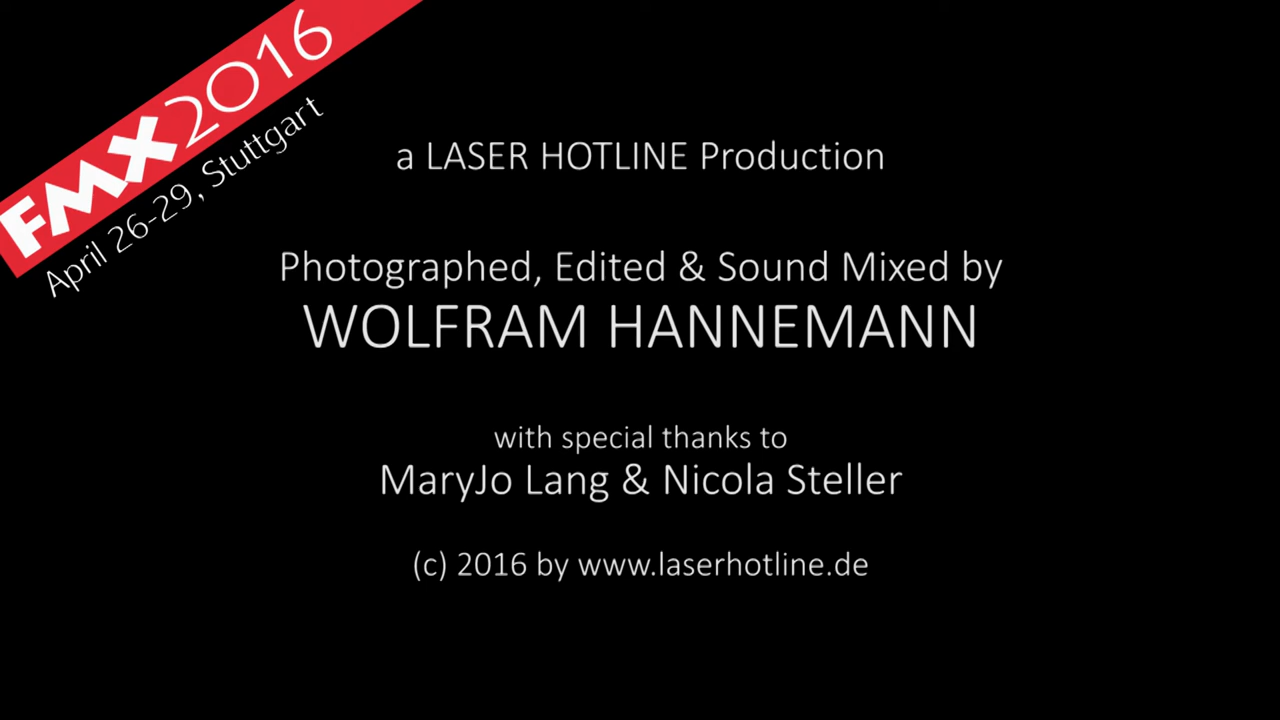 FMX2016
April 26-29, Stuttgart
a LASER HOTLINE Production
Photographed, Edited & Sound Mixed by
WOLFRAM HANNEMANN
with special thanks to
MaryJo Lang & Nicola Steller
(c) 2016 by www.laserhotline.de